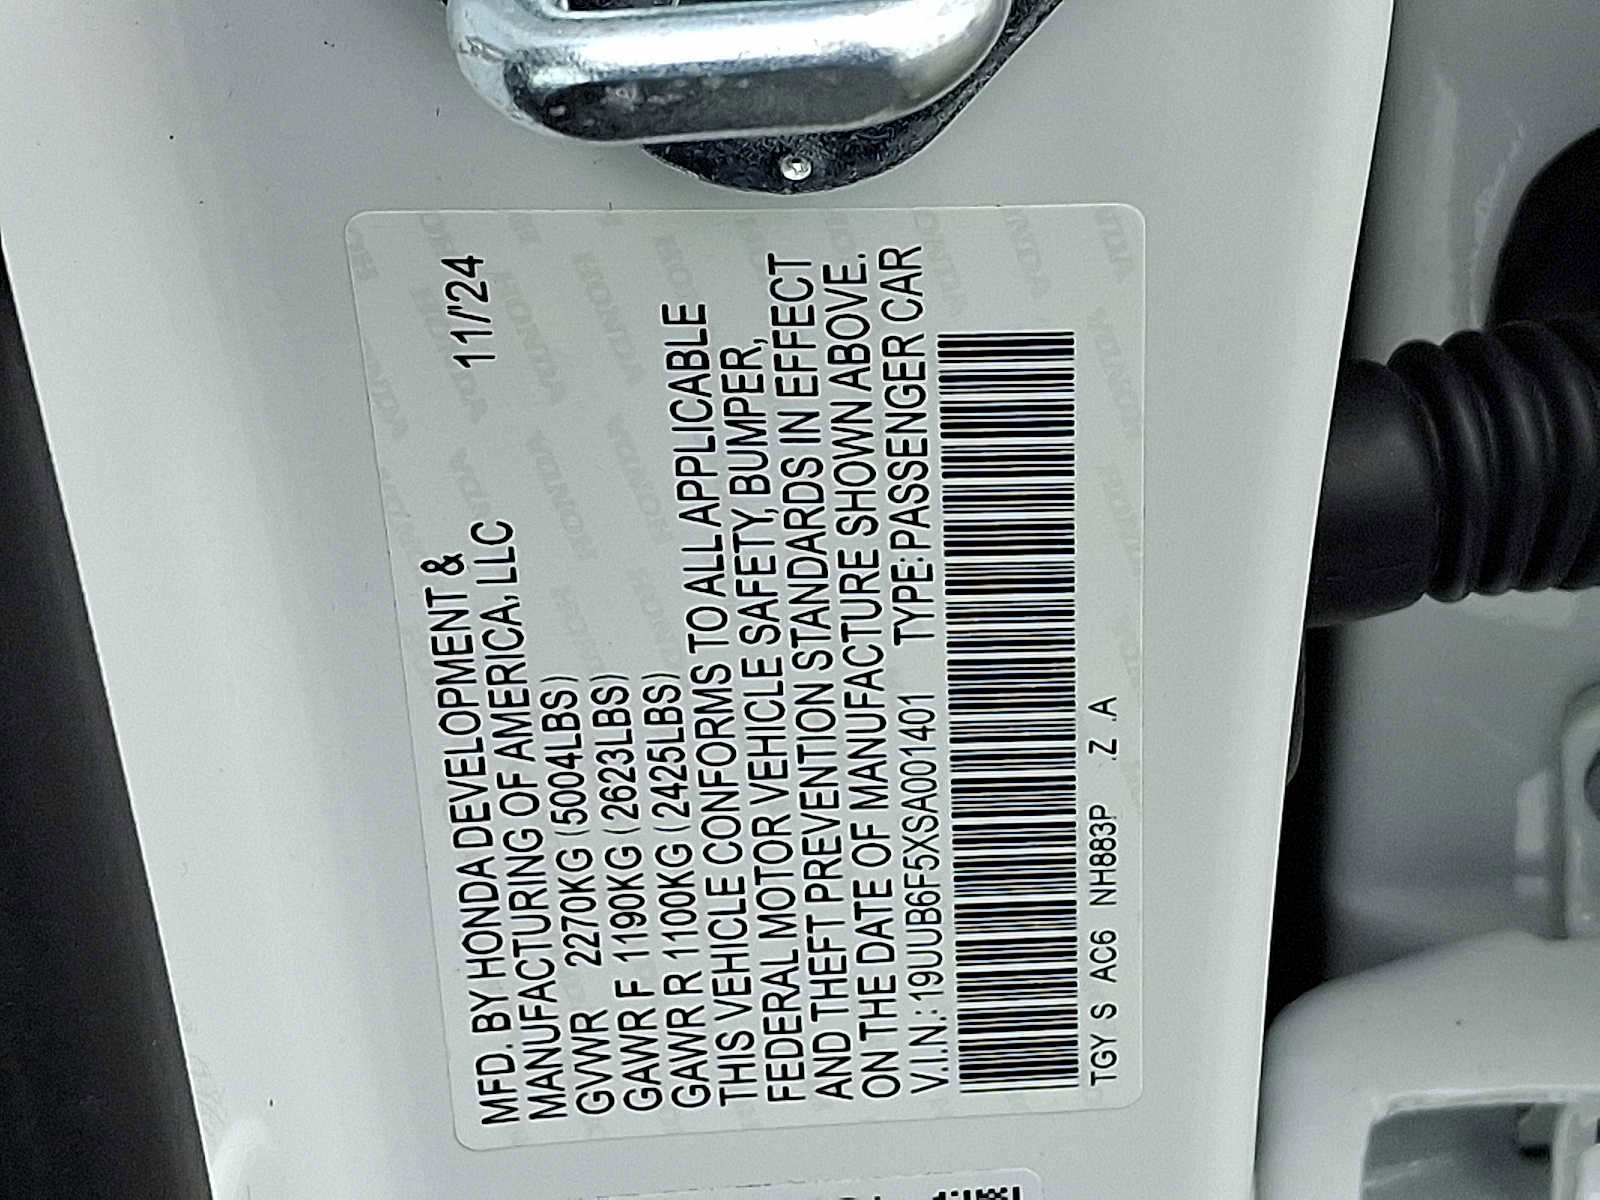 MFD. BY HONDA DEVELOPMENT &
MANUFACTURING OF AMERICA, LLC 11/'24
GVWR 2270KG (5004LBS)
GAWR F 1190KG (2623LBS)
GAWR R 1100KG (2425LBS)
THIS VEHICLE CONFORMS TO ALL APPLICABLE
FEDERAL MOTOR VEHICLE SAFETY, BUMPER,
AND THEFT PREVENTION STANDARDS IN EFFECT
ON THE DATE OF MANUFACTURE SHOWN ABOVE.
V.I.N.: 19UUB6F5XSA001401 TYPE: PASSENGER CAR
TGY S AC6 NH883P .Z .A